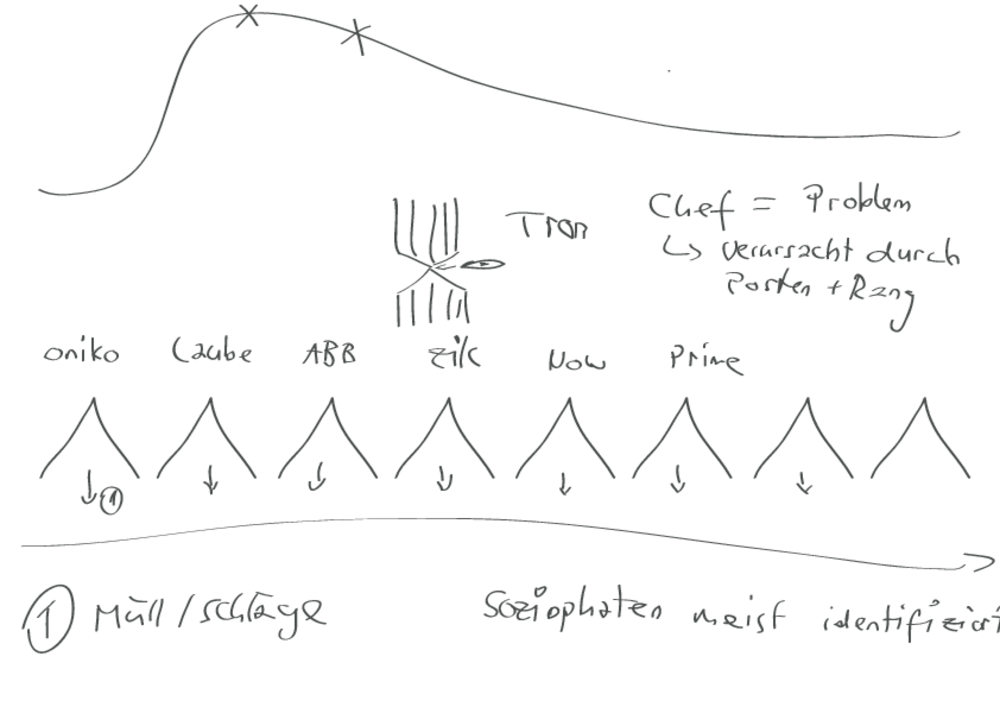 Tron
Chef = Problem
↳ verursacht durch
Posten + Rang
oniko Laube ABB zik Now Prime
①
① Müll / schläge
Soziophaten meist identifiziert